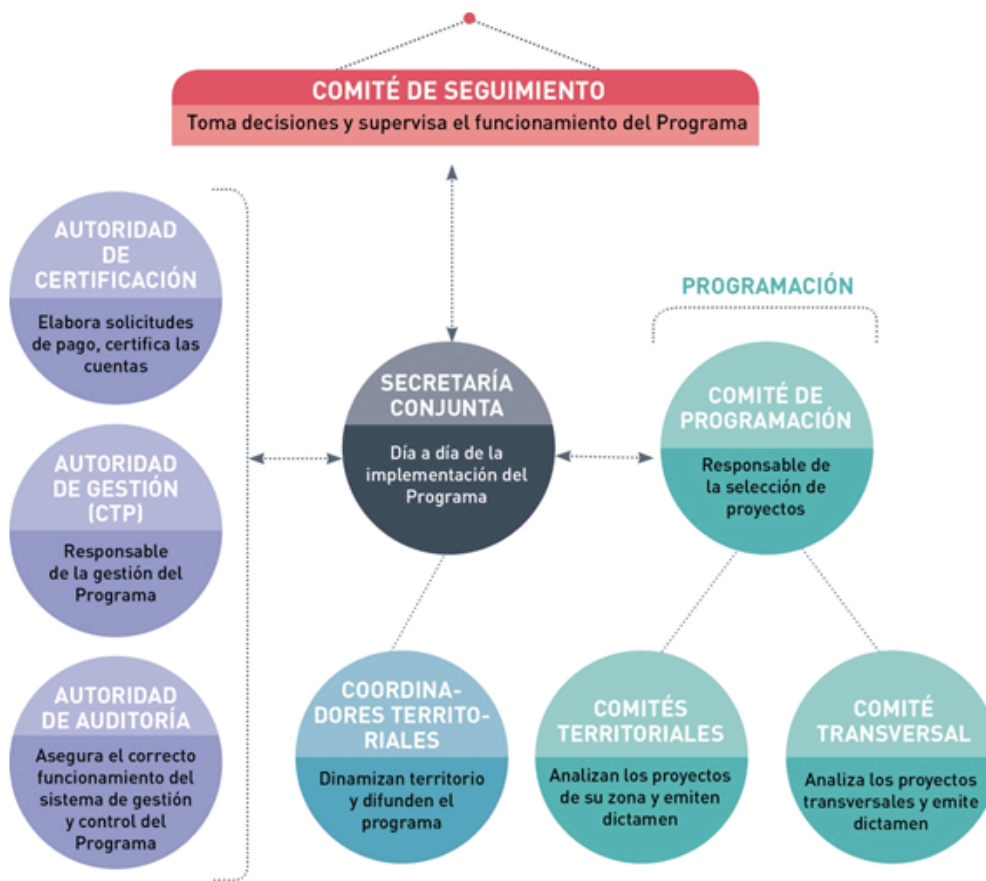 COMITÉ DE SEGUIMIENTO
Toma decisiones y supervisa el funcionamiento del Programa
AUTORIDAD
DE
CERTIFICACIÓN
Elabora solicitudes
de pago, certifica las
cuentas
AUTORIDAD
DE GESTIÓN
(CTP)
Responsable
de la gestión del
Programa
AUTORIDAD
DE AUDITORÍA
Asegura el correcto
funcionamiento del
sistema de gestión
y control del
Programa
SECRETARÍA
CONJUNTA
Día a día de la
implementación del
Programa
PROGRAMACIÓN
COMITÉ DE
PROGRAMACIÓN
Responsable de
la selección de
proyectos
COORDINA-
DORES TERRITO-
RIALES
Dinamizan territorio
y difunden el
programa
COMITÉS
TERRITORIALES
Analizan los proyectos
de su zona y emiten
dictamen
COMITÉ
TRANSVERSAL
Analiza los proyectos
transversales y emite
dictamen